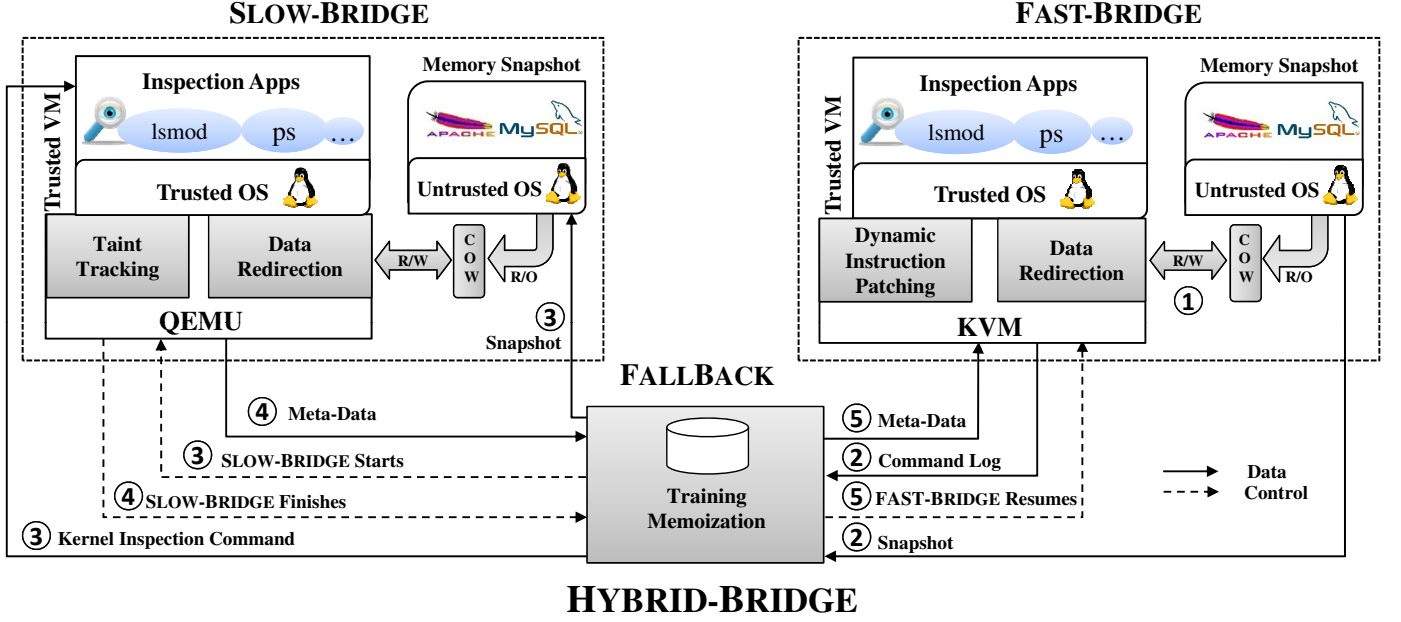 SLOW-BRIDGE
Trusted VM
Inspection Apps
lsmod
ps
...
Trusted OS
Taint
Tracking
Data
Redirection
QEMU
R/W
COW
R/O
Memory Snapshot
APACHE
MySQL
Untrusted OS
③
Snapshot
FAST-BRIDGE
Trusted VM
Inspection Apps
lsmod
ps
...
Trusted OS
Dynamic
Instruction
Patching
Data
Redirection
KVM
R/W
①
COW
R/O
Memory Snapshot
APACHE
MySQL
Untrusted OS
FALLBACK
④ Meta-Data
③ SLOW-BRIDGE Starts
④ SLOW-BRIDGE Finishes
③ Kernel Inspection Command
Training
Memoization
⑤ Meta-Data
② Command Log
⑤ FAST-BRIDGE Resumes
② Snapshot
Data
Control
HYBRID-BRIDGE